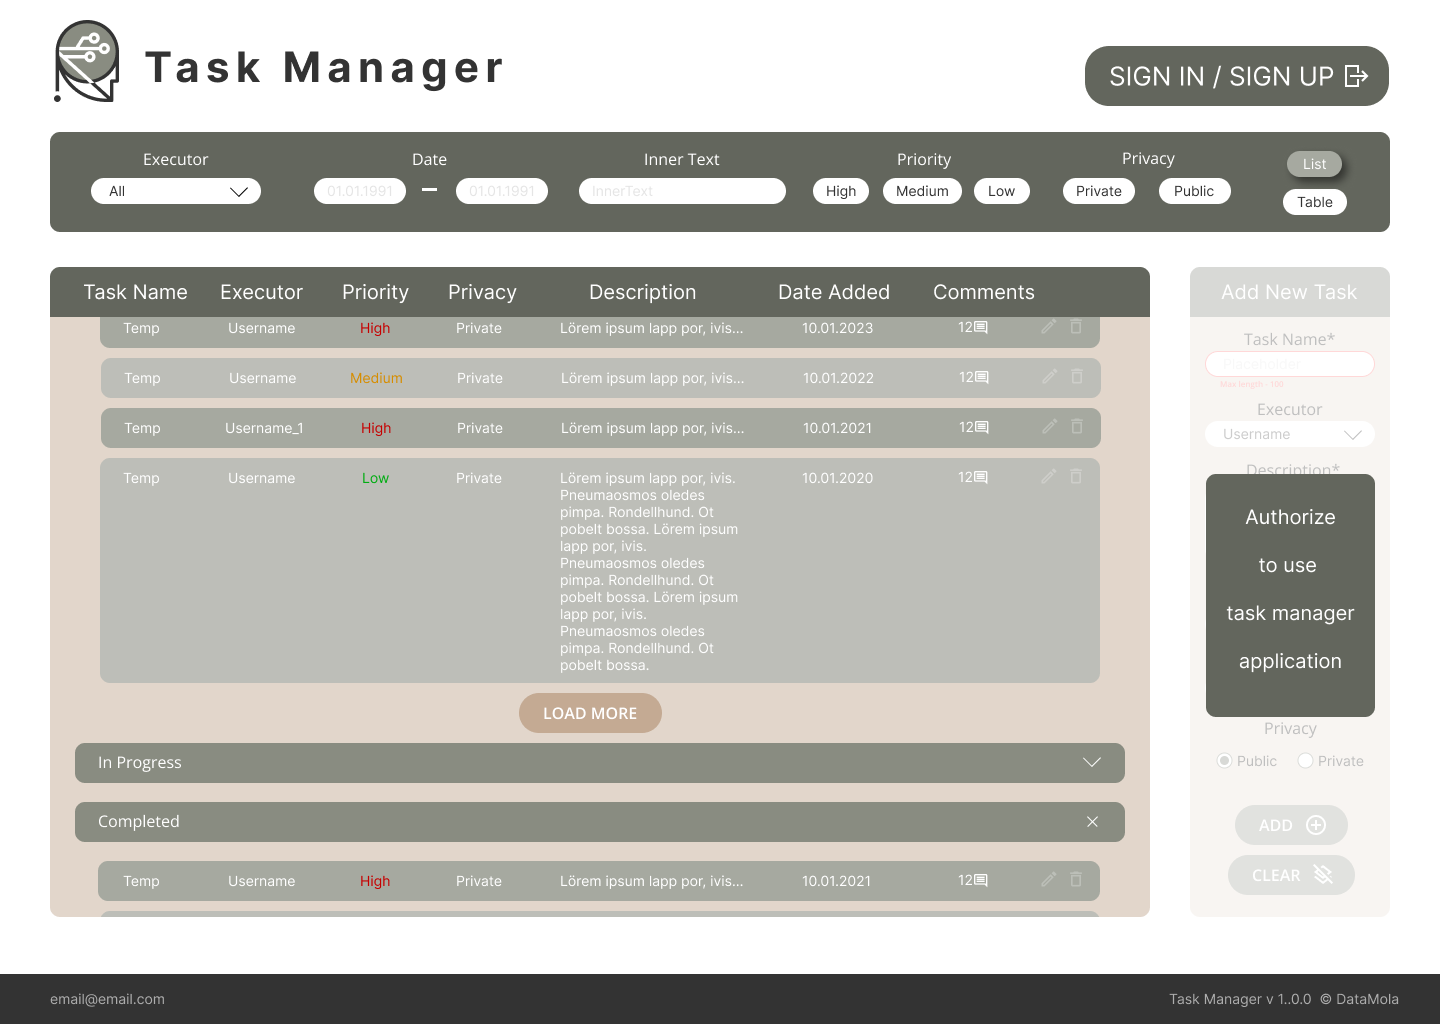 Task Manager
SIGN IN / SIGN UP
Executor Date Inner Text Priority Privacy
List
All 01.01.1991 01.01.1991 InnerText High Medium Low Private Public
Table
Task Name Executor Priority Privacy Description Date Added Comments
Temp Username High Private Lörem ipsum lapp por, ivis... 10.01.2023 12
Temp Username Medium Private Lörem ipsum lapp por, ivis... 10.01.2022 12
Temp Username_1 High Private Lörem ipsum lapp por, ivis... 10.01.2021 12
Temp Username Low Private Lörem ipsum lapp por, ivis. 10.01.2020 12
Pneumaosmos oledes
pimpa. Rondellhund. Ot
pobelt bossa. Lörem ipsum
lapp por, ivis.
Pneumaosmos oledes
pimpa. Rondellhund. Ot
pobelt bossa. Lörem ipsum
lapp por, ivis.
Pneumaosmos oledes
pimpa. Rondellhund. Ot
pobelt bossa.
LOAD MORE
In Progress
Completed
Temp Username High Private Lörem ipsum lapp por, ivis... 10.01.2021 12
Add New Task
Task Name*
Placeholder
Max length - 100
Executor
Username
Description*
Authorize
to use
task manager
application
Privacy
Public Private
ADD
CLEAR
email@email.com
Task Manager v 1..0.0 © DataMola